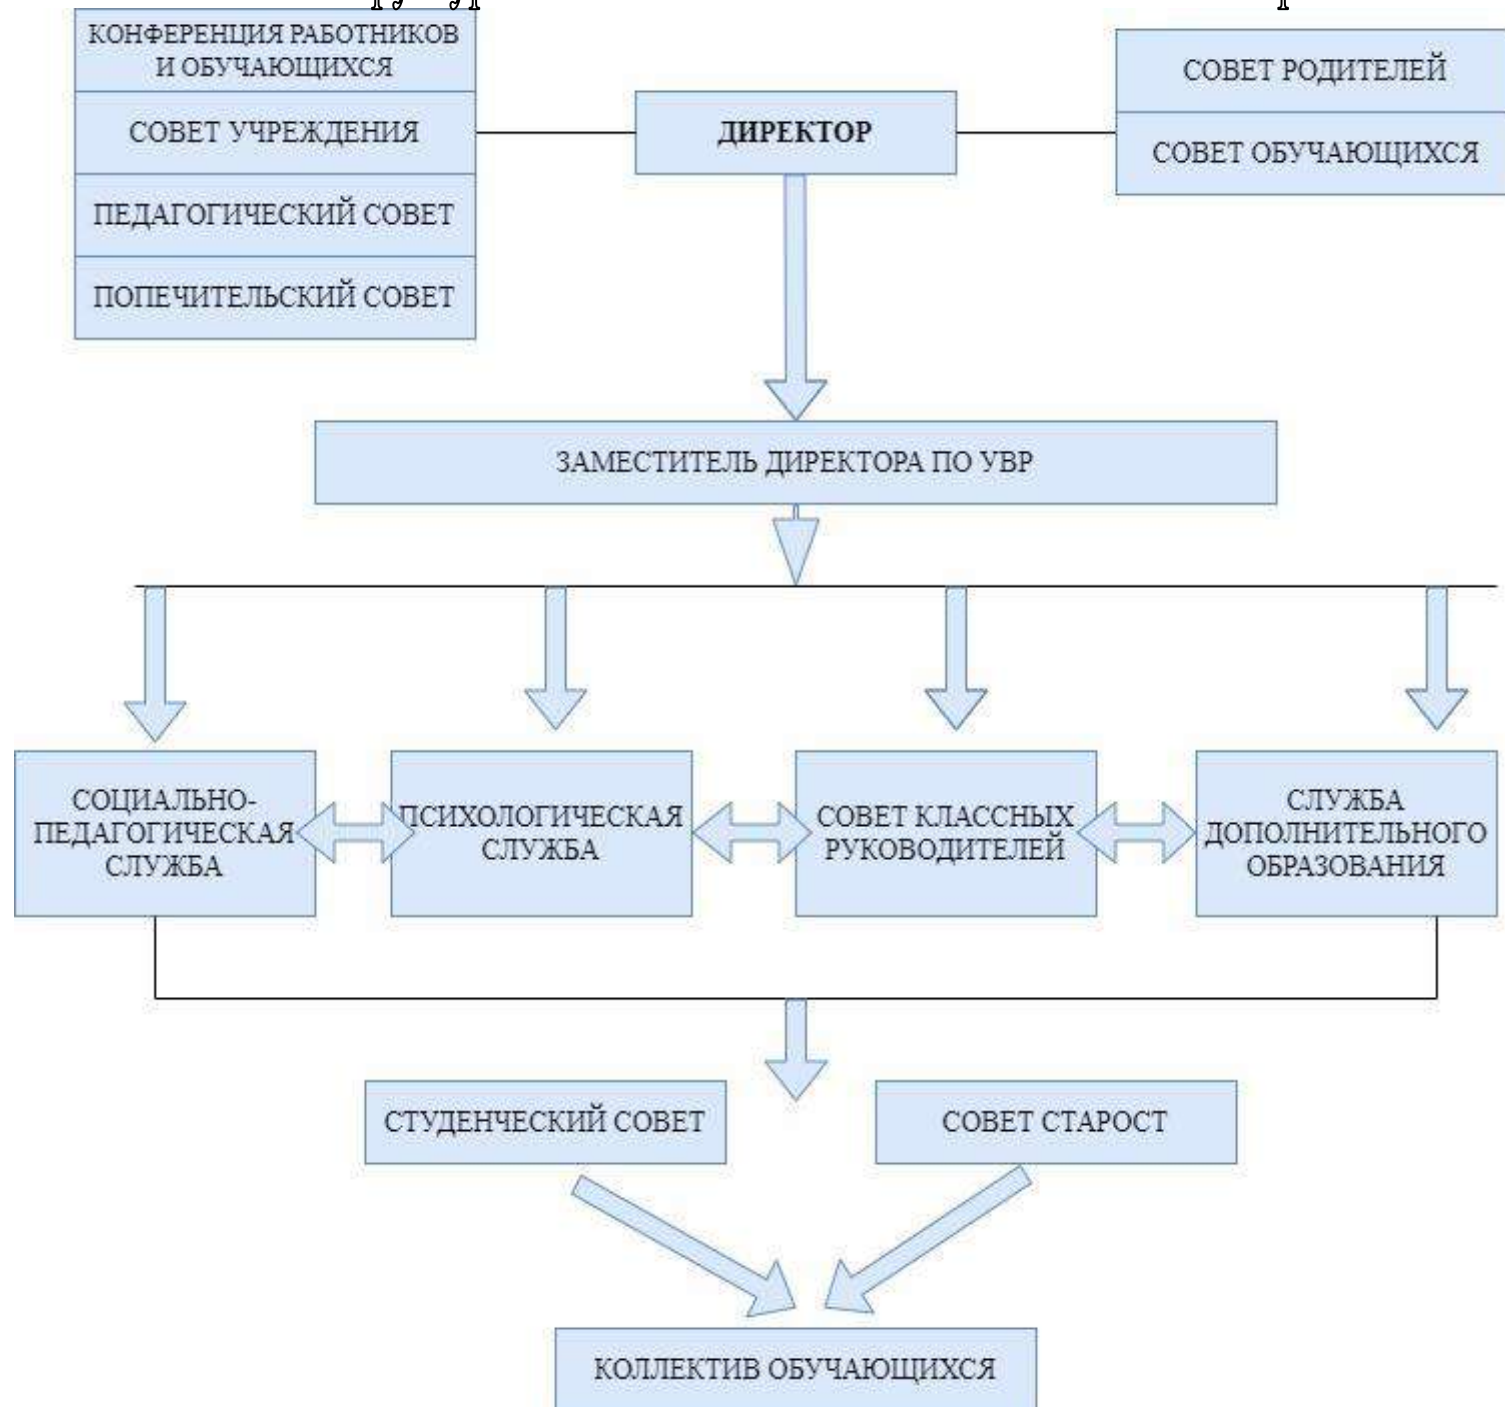 КОНФЕРЕНЦИЯ РАБОТНИКОВ
И ОБУЧАЮЩИХСЯ
СОВЕТ УЧРЕЖДЕНИЯ
ПЕДАГОГИЧЕСКИЙ СОВЕТ
ПОПЕЧИТЕЛЬСКИЙ СОВЕТ
ДИРЕКТОР
СОВЕТ РОДИТЕЛЕЙ
СОВЕТ ОБУЧАЮЩИХСЯ
ЗАМЕСТИТЕЛЬ ДИРЕКТОРА ПО УВР
СОЦИАЛЬНО-
ПЕДАГОГИЧЕСКАЯ
СЛУЖБА
ПСИХОЛОГИЧЕСКАЯ
СЛУЖБА
СОВЕТ КЛАССНЫХ
РУКОВОДИТЕЛЕЙ
СЛУЖБА
ДОПОЛНИТЕЛЬНОГО
ОБРАЗОВАНИЯ
СТУДЕНЧЕСКИЙ СОВЕТ
СОВЕТ СТАРОСТ
КОЛЛЕКТИВ ОБУЧАЮЩИХСЯ